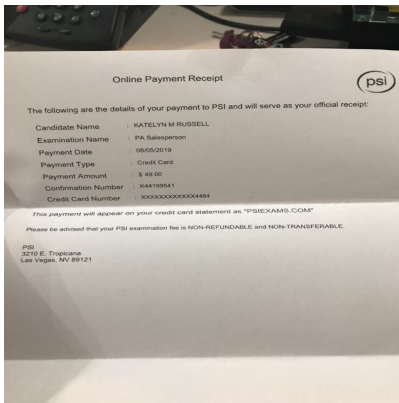 Online Payment Receipt
psi
The following are the details of your payment to PSI and will serve as your official receipt:
Candidate Name : KATELYN M RUSSELL
Examination Name : PA Salesperson
Payment Date : 08/05/2019
Payment Type : Credit Card
Payment Amount : $ 49.00
Confirmation Number : K44199941
Credit Card Number : XXXXXXXXXXXX4484
This payment will appear on your credit card statement as "PSIEXAMS.COM"
Please be advised that your PSI examination fee is NON-REFUNDABLE and NON-TRANSFERABLE.
PSI
3210 E. Tropicana
Las Vegas, NV 89121